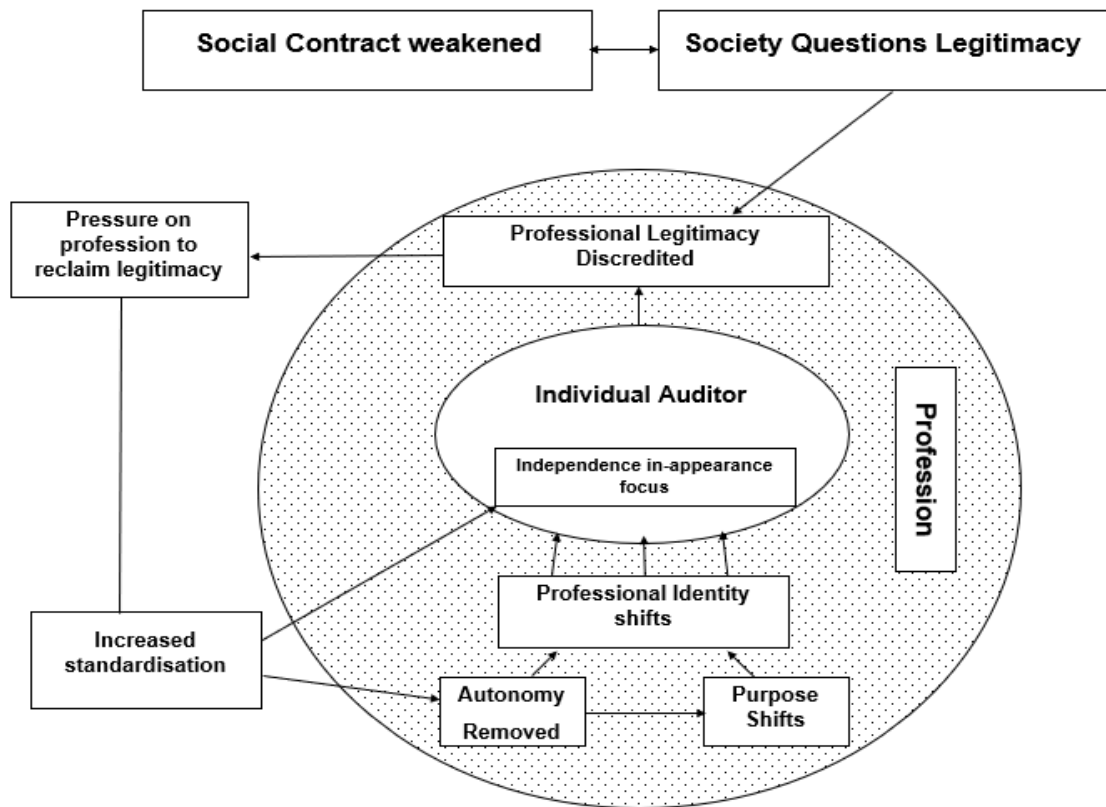 Social Contract weakened
Society Questions Legitimacy
Pressure on
profession to
reclaim legitimacy
Professional Legitimacy
Discredited
Individual Auditor
Profession
Independence in-appearance
focus
Professional Identity
shifts
Increased
standardisation
Autonomy
Removed
Purpose
Shifts